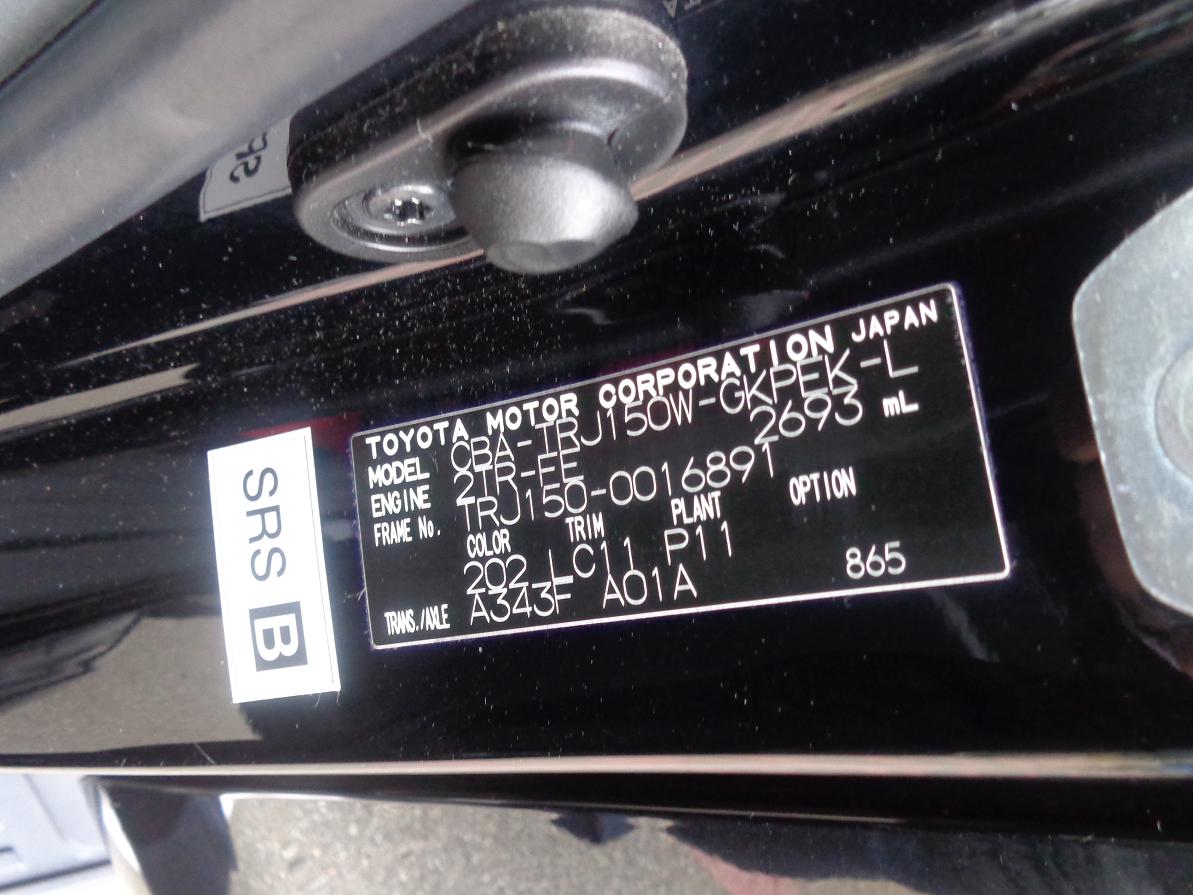 TOYOTA MOTOR CORPORATION JAPAN
MODEL CBA-TRJ150W-GKPEK-L
ENGINE 2TR-FE 2693 mL
FRAME No. TRJ150-0016891
COLOR TRIM PLANT OPTION
202 LC11 P11
TRANS./AXLE A343F A01A 865
SRS B